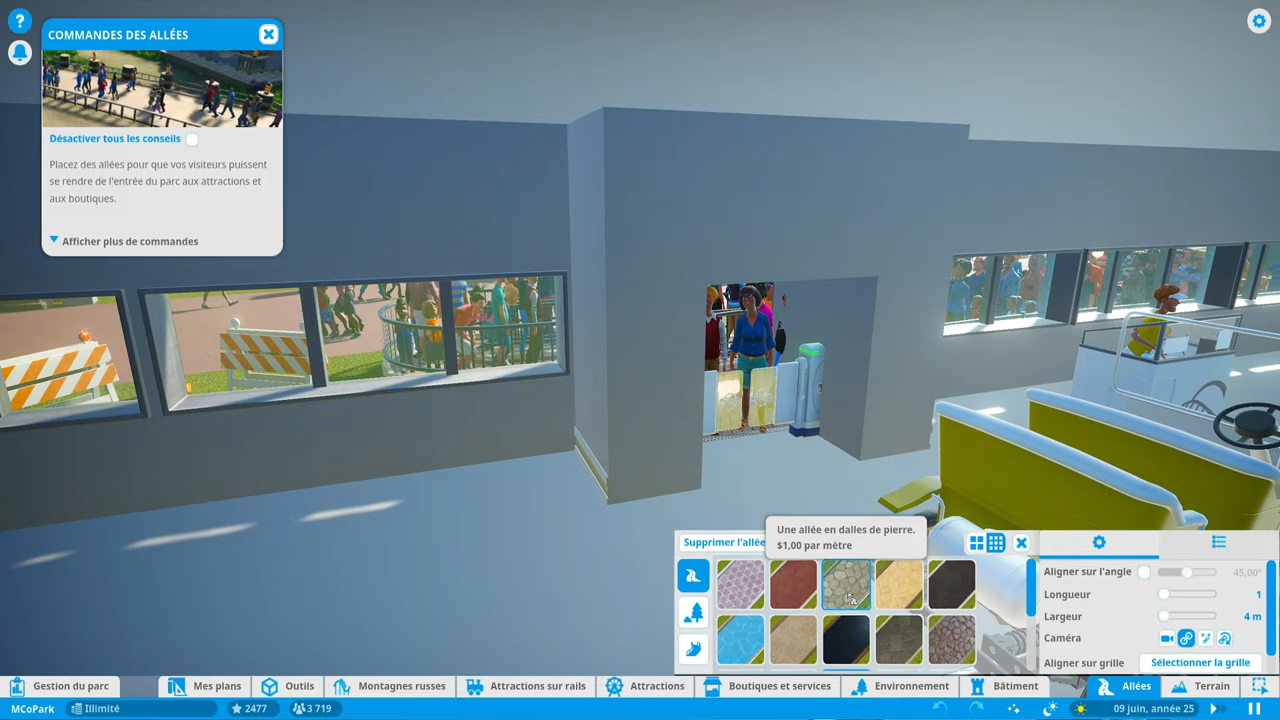 COMMANDES DES ALLÉES
Désactiver tous les conseils
Placez des allées pour que vos visiteurs puissent
se rendre de l'entrée du parc aux attractions et
aux boutiques.
Afficher plus de commandes
Une allée en dalles de pierre.
$1,00 par mètre
Supprimer l'allée
Aligner sur l'angle
45,00°
Longueur
1
Largeur
4 m
Caméra
Aligner sur grille
Sélectionner la grille
Gestion du parc
Mes plans
Outils
Montagnes russes
Attractions sur rails
Attractions
Boutiques et services
Environnement
Bâtiment
Allées
Terrain
MCoPark
Illimité
2477
3 719
09 juin, année 25